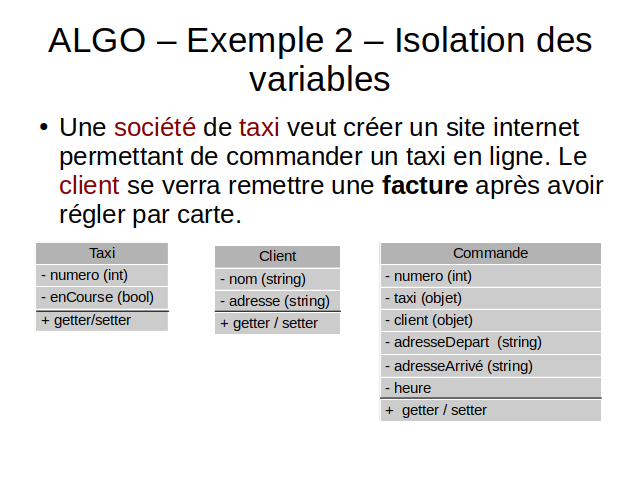 ALGO – Exemple 2 – Isolation des
variables
• Une société de taxi veut créer un site internet
permettant de commander un taxi en ligne. Le
client se verra remettre une facture après avoir
régler par carte.
Taxi
- numero (int)
- enCourse (bool)
+ getter/setter
Client
- nom (string)
- adresse (string)
+ getter / setter
Commande
- numero (int)
- taxi (objet)
- client (objet)
- adresseDepart (string)
- adresseArrivé (string)
- heure
+ getter / setter